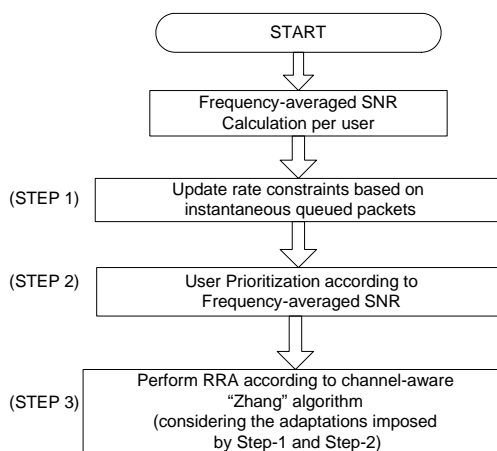 START
Frequency-averaged SNR
Calculation per user
(STEP 1)
Update rate constraints based on
instantaneous queued packets
(STEP 2)
User Prioritization according to
Frequency-averaged SNR
(STEP 3)
Perform RRA according to channel-aware
“Zhang” algorithm
(considering the adaptations imposed
by Step-1 and Step-2)